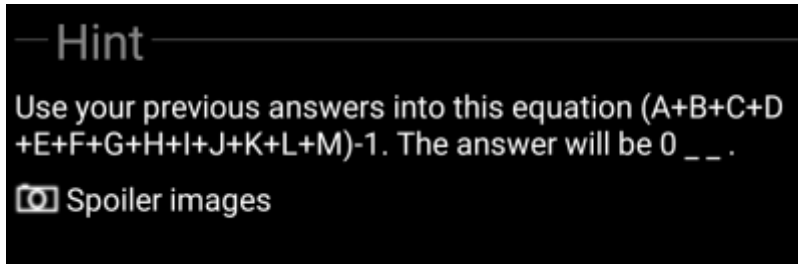 Hint
Use your previous answers into this equation (A+B+C+D
+E+F+G+H+I+J+K+L+M)-1. The answer will be 0 _ _ .
Spoiler images